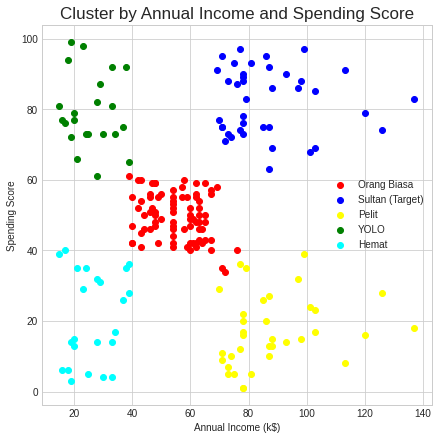 Cluster by Annual Income and Spending Score
100
80
60
40
20
0
Spending Score
Orang Biasa
Sultan (Target)
Pelit
YOLO
Hemat
20 40 60 80 100 120 140
Annual Income (k$)